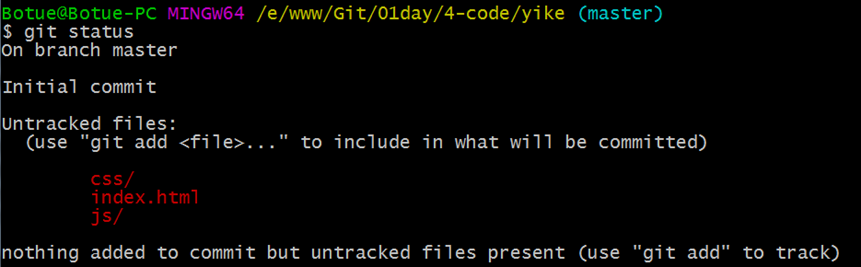 Botue@Botue-PC MINGW64 /e/www/Git/01day/4-code/yike (master)
$ git status
On branch master
Initial commit
Untracked files:
  (use "git add <file>..." to include in what will be committed)
        css/
        index.html
        js/
nothing added to commit but untracked files present (use "git add" to track)